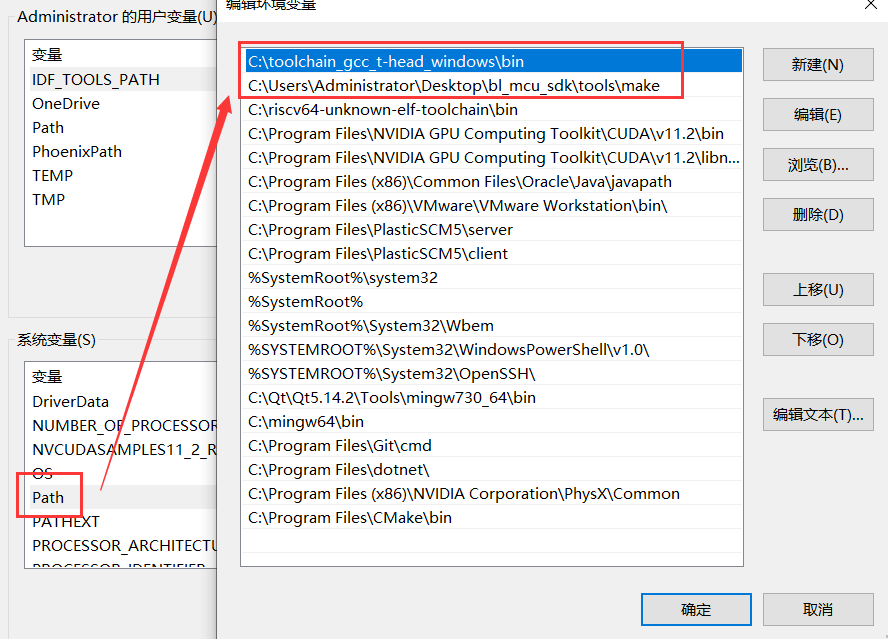 Administrator 的用户变量(U)
变量
IDF_TOOLS_PATH
OneDrive
Path
PhoenixPath
TEMP
TMP
系统变量(S)
变量
DriverData
NUMBER_OF_PROCESSOR
NVCUDASAMPLES11_2_R
OS
Path
PATHEXT
PROCESSOR_ARCHITECTU
PROCESSOR_IDENTIFIER
编辑环境变量
C:\toolchain_gcc_t-head_windows\bin
C:\Users\Administrator\Desktop\bl_mcu_sdk\tools\make
C:\riscv64-unknown-elf-toolchain\bin
C:\Program Files\NVIDIA GPU Computing Toolkit\CUDA\v11.2\bin
C:\Program Files\NVIDIA GPU Computing Toolkit\CUDA\v11.2\libn...
C:\Program Files (x86)\Common Files\Oracle\Java\javapath
C:\Program Files (x86)\VMware\VMware Workstation\bin\
C:\Program Files\PlasticSCM5\server
C:\Program Files\PlasticSCM5\client
%SystemRoot%\system32
%SystemRoot%
%SystemRoot%\System32\Wbem
%SYSTEMROOT%\System32\WindowsPowerShell\v1.0\
%SYSTEMROOT%\System32\OpenSSH\
C:\Qt\Qt5.14.2\Tools\mingw730_64\bin
C:\mingw64\bin
C:\Program Files\Git\cmd
C:\Program Files\dotnet\
C:\Program Files (x86)\NVIDIA Corporation\PhysX\Common
C:\Program Files\CMake\bin
新建(N)
编辑(E)
浏览(B)...
删除(D)
上移(U)
下移(O)
编辑文本(T)...
确定
取消